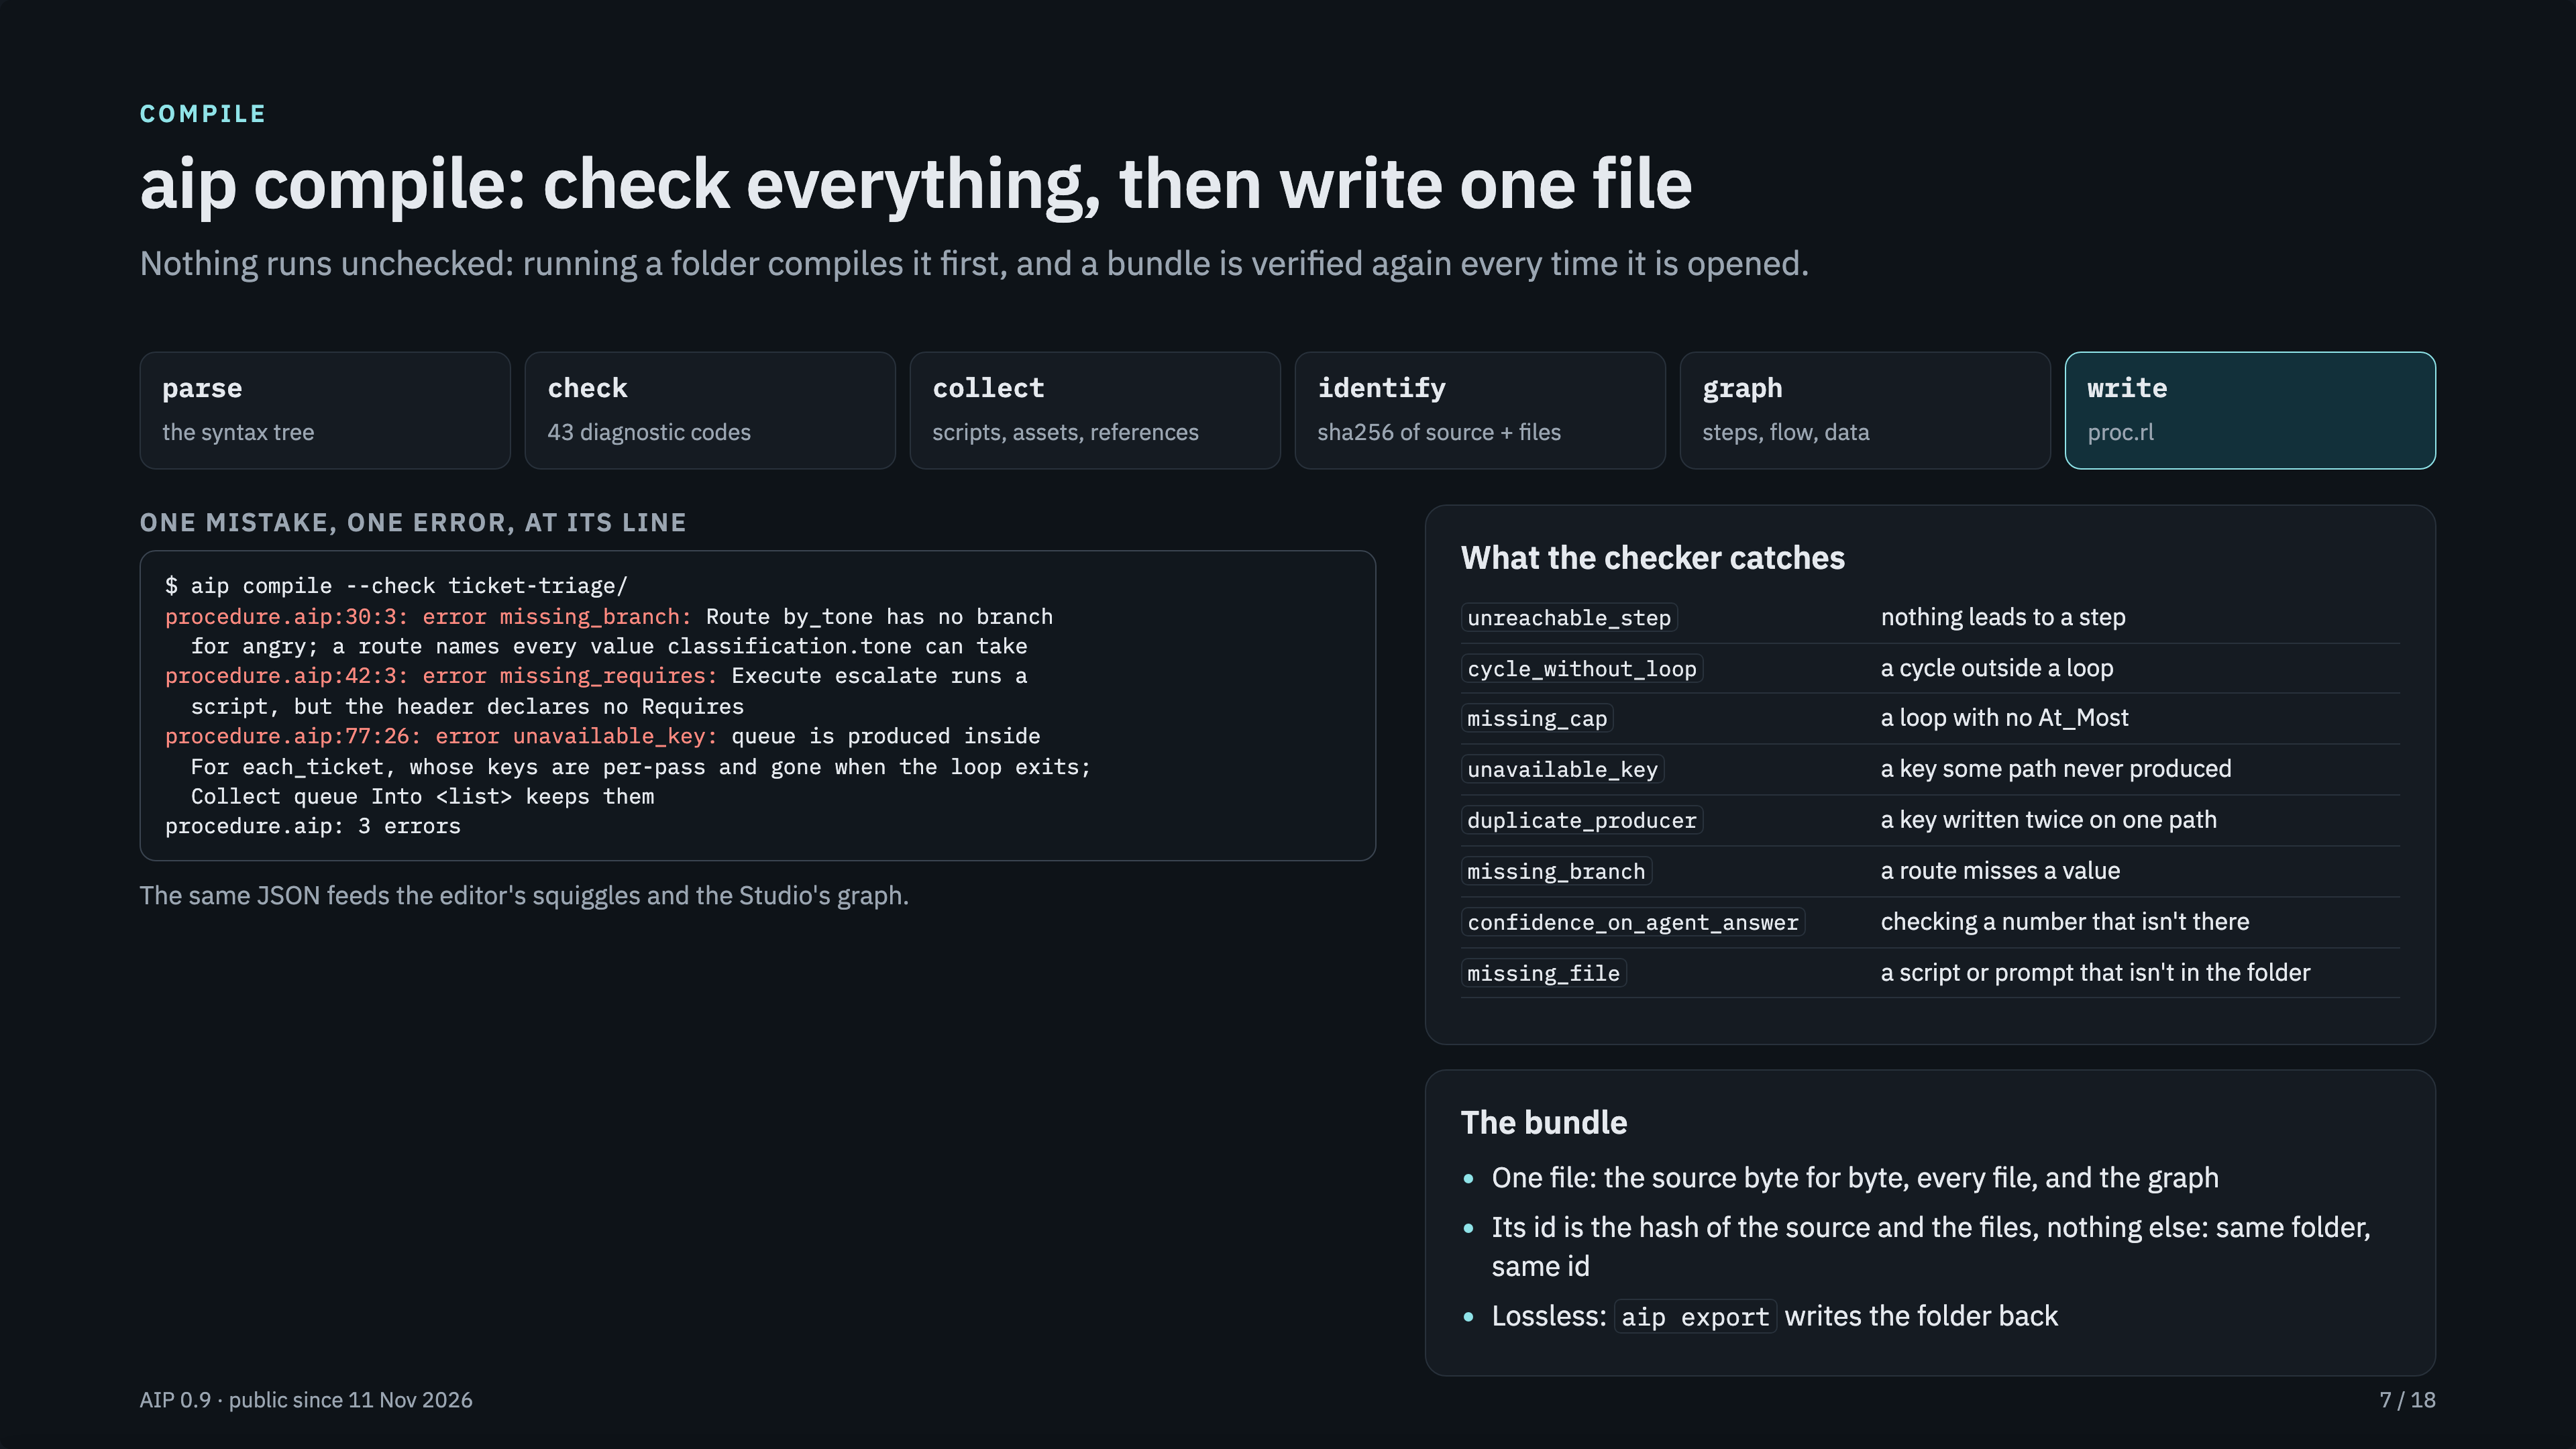 COMPILE
aip compile: check everything, then write one file
Nothing runs unchecked: running a folder compiles it first, and a bundle is verified again every time it is opened.
parse
the syntax tree
check
43 diagnostic codes
collect
scripts, assets, references
identify
sha256 of source + files
graph
steps, flow, data
write
proc.rl
ONE MISTAKE, ONE ERROR, AT ITS LINE
$ aip compile --check ticket-triage/
procedure.aip:30:3: error missing_branch: Route by_tone has no branch
for angry; a route names every value classification.tone can take
procedure.aip:42:3: error missing_requires: Execute escalate runs a
script, but the header declares no Requires
procedure.aip:77:26: error unavailable_key: queue is produced inside
For each_ticket, whose keys are per-pass and gone when the loop exits;
Collect queue Into <list> keeps them
procedure.aip: 3 errors
The same JSON feeds the editor's squiggles and the Studio's graph.
What the checker catches
unreachable_step nothing leads to a step
cycle_without_loop a cycle outside a loop
missing_cap a loop with no At_Most
unavailable_key a key some path never produced
duplicate_producer a key written twice on one path
missing_branch a route misses a value
confidence_on_agent_answer checking a number that isn't there
missing_file a script or prompt that isn't in the folder
The bundle
• One file: the source byte for byte, every file, and the graph
• Its id is the hash of the source and the files, nothing else: same folder,
same id
• Lossless: aip export writes the folder back
AIP 0.9 · public since 11 Nov 2026
7 / 18